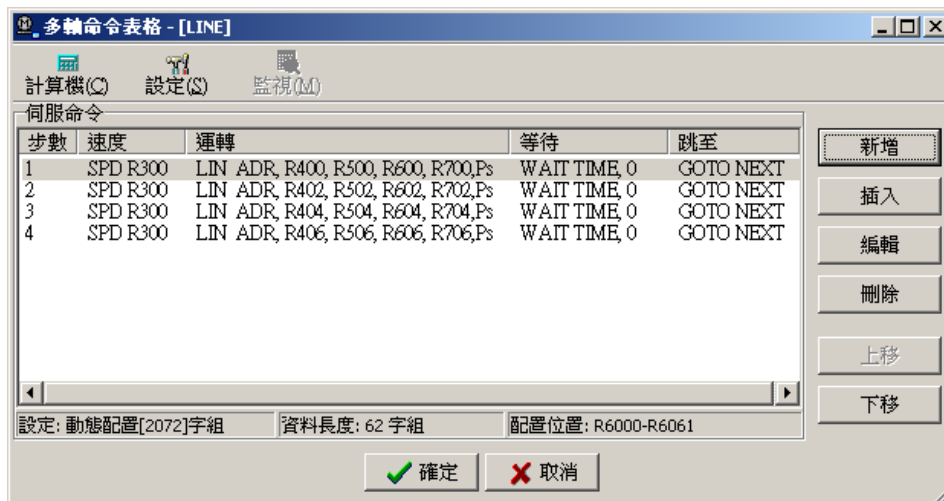 多軸命令表格 - [LINE]
計算機(C) 設定(S) 監視(M)
伺服命令
步數 速度 運轉 等待 跳至
1 SPD R300 LIN ADR, R400, R500, R600, R700,Ps WAIT TIME, 0 GOTO NEXT
2 SPD R300 LIN ADR, R402, R502, R602, R702,Ps WAIT TIME, 0 GOTO NEXT
3 SPD R300 LIN ADR, R404, R504, R604, R704,Ps WAIT TIME, 0 GOTO NEXT
4 SPD R300 LIN ADR, R406, R506, R606, R706,Ps WAIT TIME, 0 GOTO NEXT
新增
插入
編輯
刪除
上移
下移
設定: 動態配置[2072]字組 資料長度: 62 字組 配置位置: R6000-R6061
確定 取消